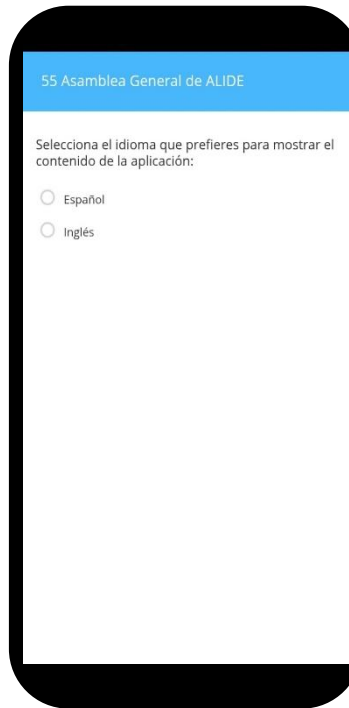 55 Asamblea General de ALIDE
Selecciona el idioma que prefieres para mostrar el
contenido de la aplicación:
Español
Inglés